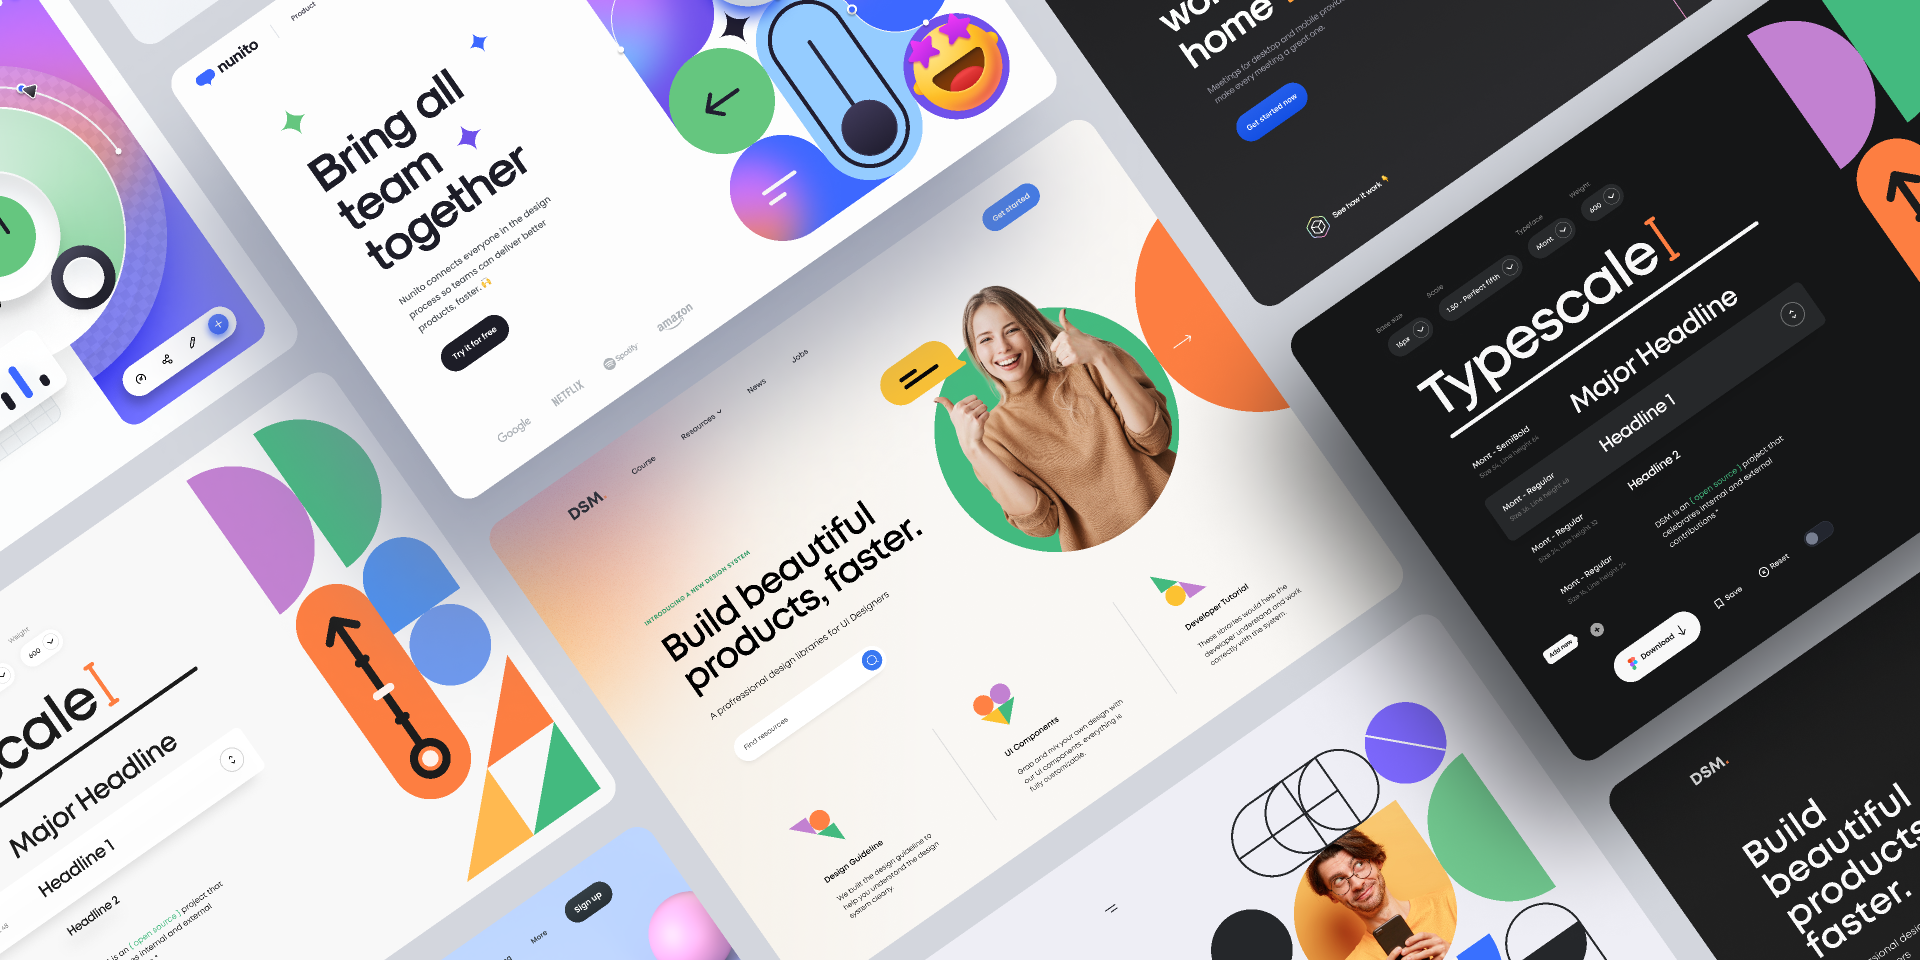 nunito
Product
Bring all
team
together
Nunito connects everyone in the design
process so teams can deliver better
products, faster.
Try it for free
Google
NETFLIX
Spotify
amazon
work
home
Meetings for desktop and mobile
make every meeting a great one.
Get started now
See how it work
Base size
Scale
Typeface
Weight
16px
1.50 - Perfect fifth
Mont
600
Typescale
Mont - SemiBold
Size 54, Line height 64
Major Headline
Mont - Regular
Size 36, Line height 48
Headline 1
Mont - Regular
Size 24, Line height 32
Headline 2
Mont - Regular
Size 16, Line height 24
DSM is an { open source } project that
celebrates internal and external
contributions "
Add new
Download
Save
Reset
DSM.
Course
Resources
News
Jobs
Get started
INTRODUCING A NEW DESIGN SYSTEM
Build beautiful
products, faster.
A professional design libraries for UI Designers
Find resources
Design Guideline
We built the design guideline to
help you understand the design
system clearly.
UI Components
Grap and mix your own design with
our UI components. everything is
fully customizable.
Developer Tutorial
These libraries would help the
developer understand and work
correctly with the system.
Weight
600
scale
Major Headline
Headline 1
48
Headline 2
is an { open source } project that
internal and external
More
Sign up
DSM.
Build
beautiful
products
faster.